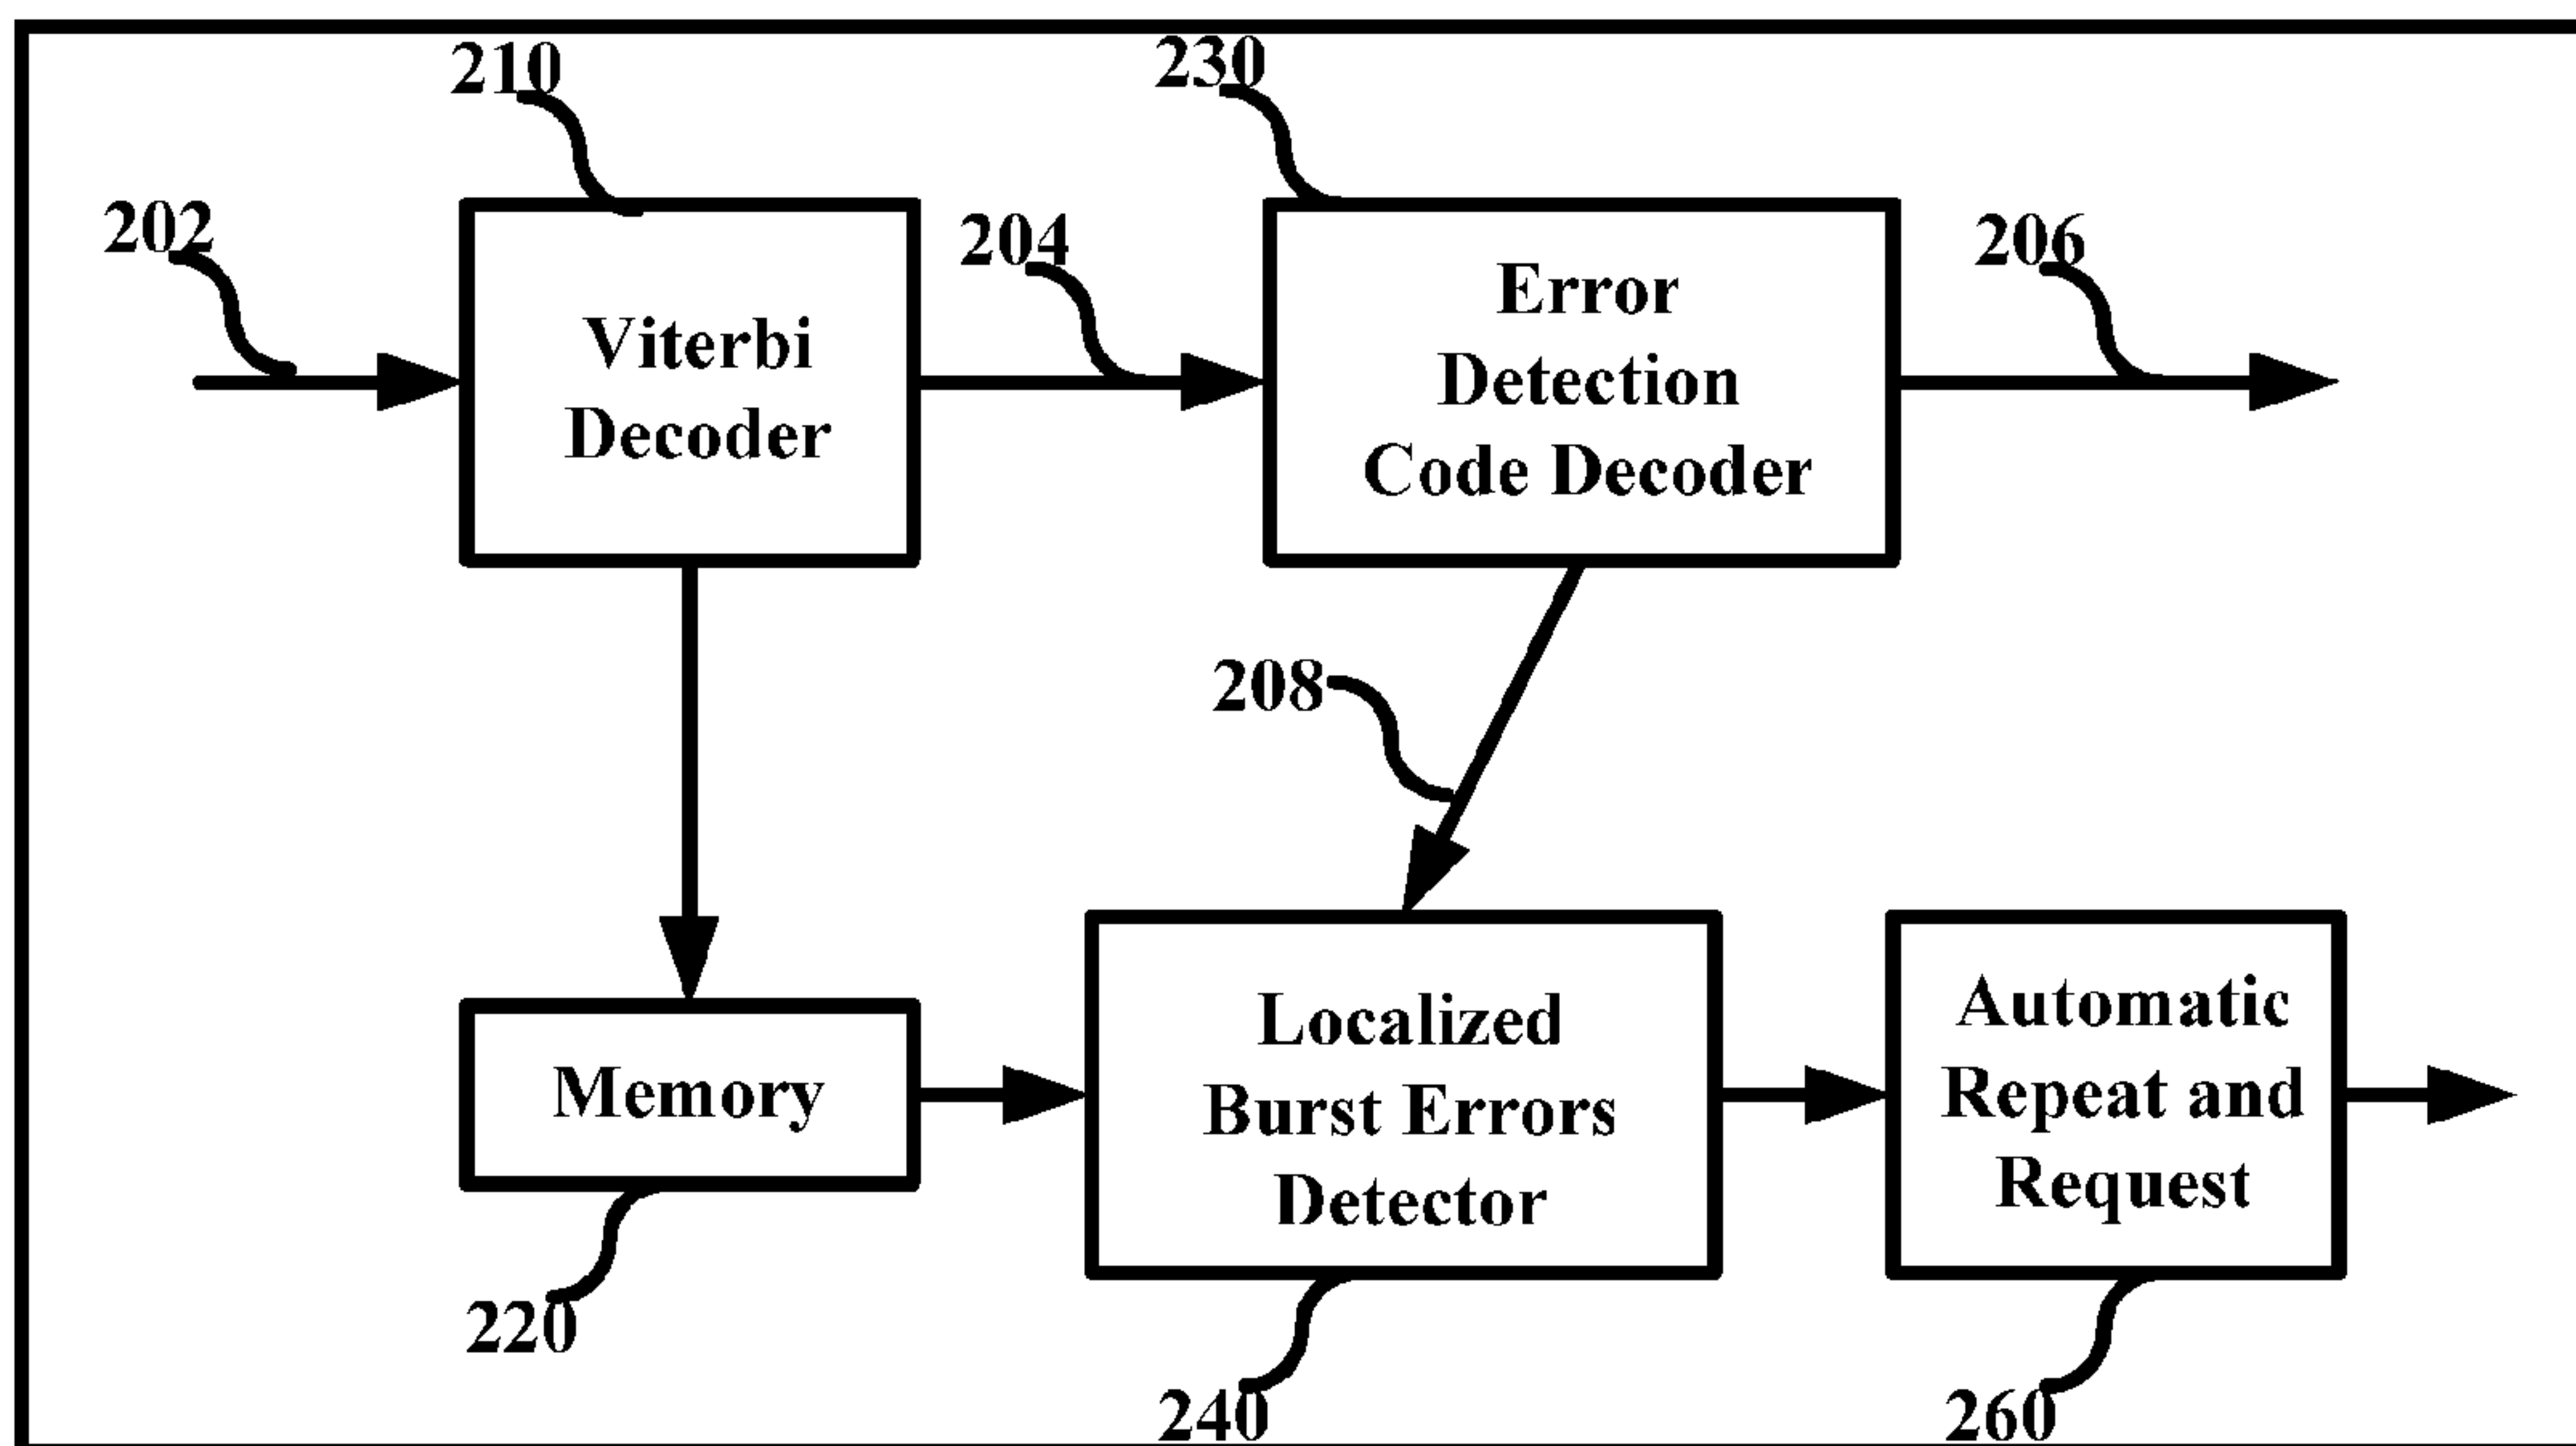 210
230
202
204
206
Viterbi
Decoder
Error
Detection
Code Decoder
208
Memory
Localized
Burst Errors
Detector
Automatic
Repeat and
Request
220
240
260